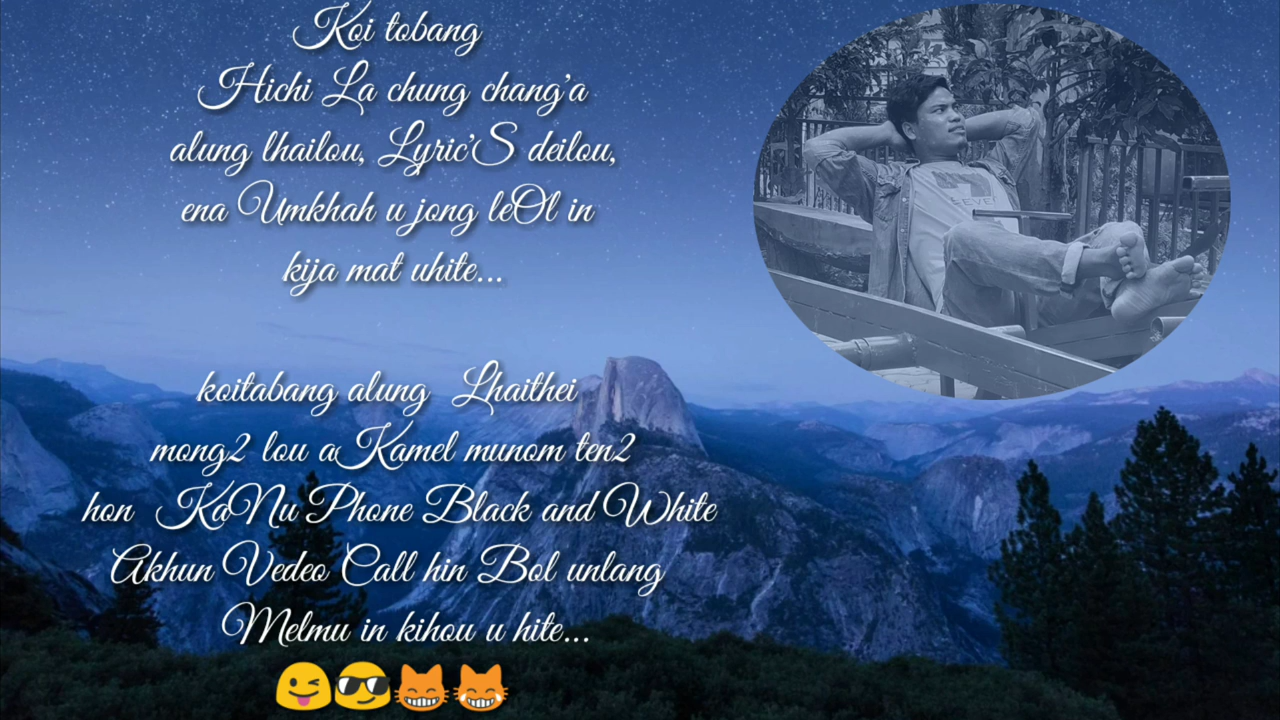 Koi tobang
Hichi La chung chang'a
alung lhailou, Lyric'S deilou,
ena Umkhah u jong leOl in
kija mat uhite...
koitabang alung Lhaithei
mong2 lou aKamel munom ten2
hon KaNu Phone Black and White
Akhun Vedeo Call hin Bol unlang
Melmu in kihou u hite...
😜😎😸😹